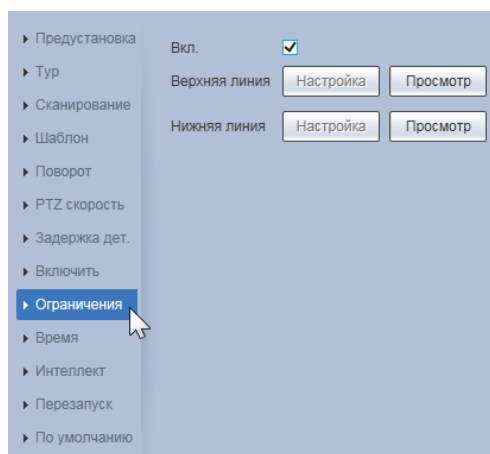 Предустановка
Тур
Сканирование
Шаблон
Поворот
PTZ скорость
Задержка дет.
Включить
Ограничения
Время
Интеллект
Перезапуск
По умолчанию
Вкл.
Верхняя линия Настройка Просмотр
Нижняя линия Настройка Просмотр